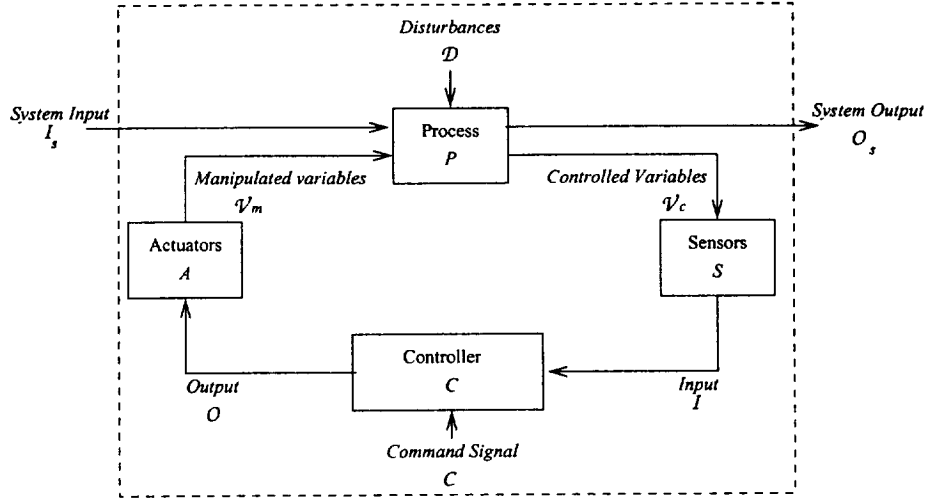 Disturbances
D
System Input
I_s
System Output
O_s
Process
P
Manipulated variables
V_m
Controlled Variables
V_c
Actuators
A
Sensors
S
Controller
C
Output
O
Input
I
Command Signal
C